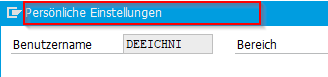 Persönliche Einstellungen
Benutzername DEEICHNI Bereich